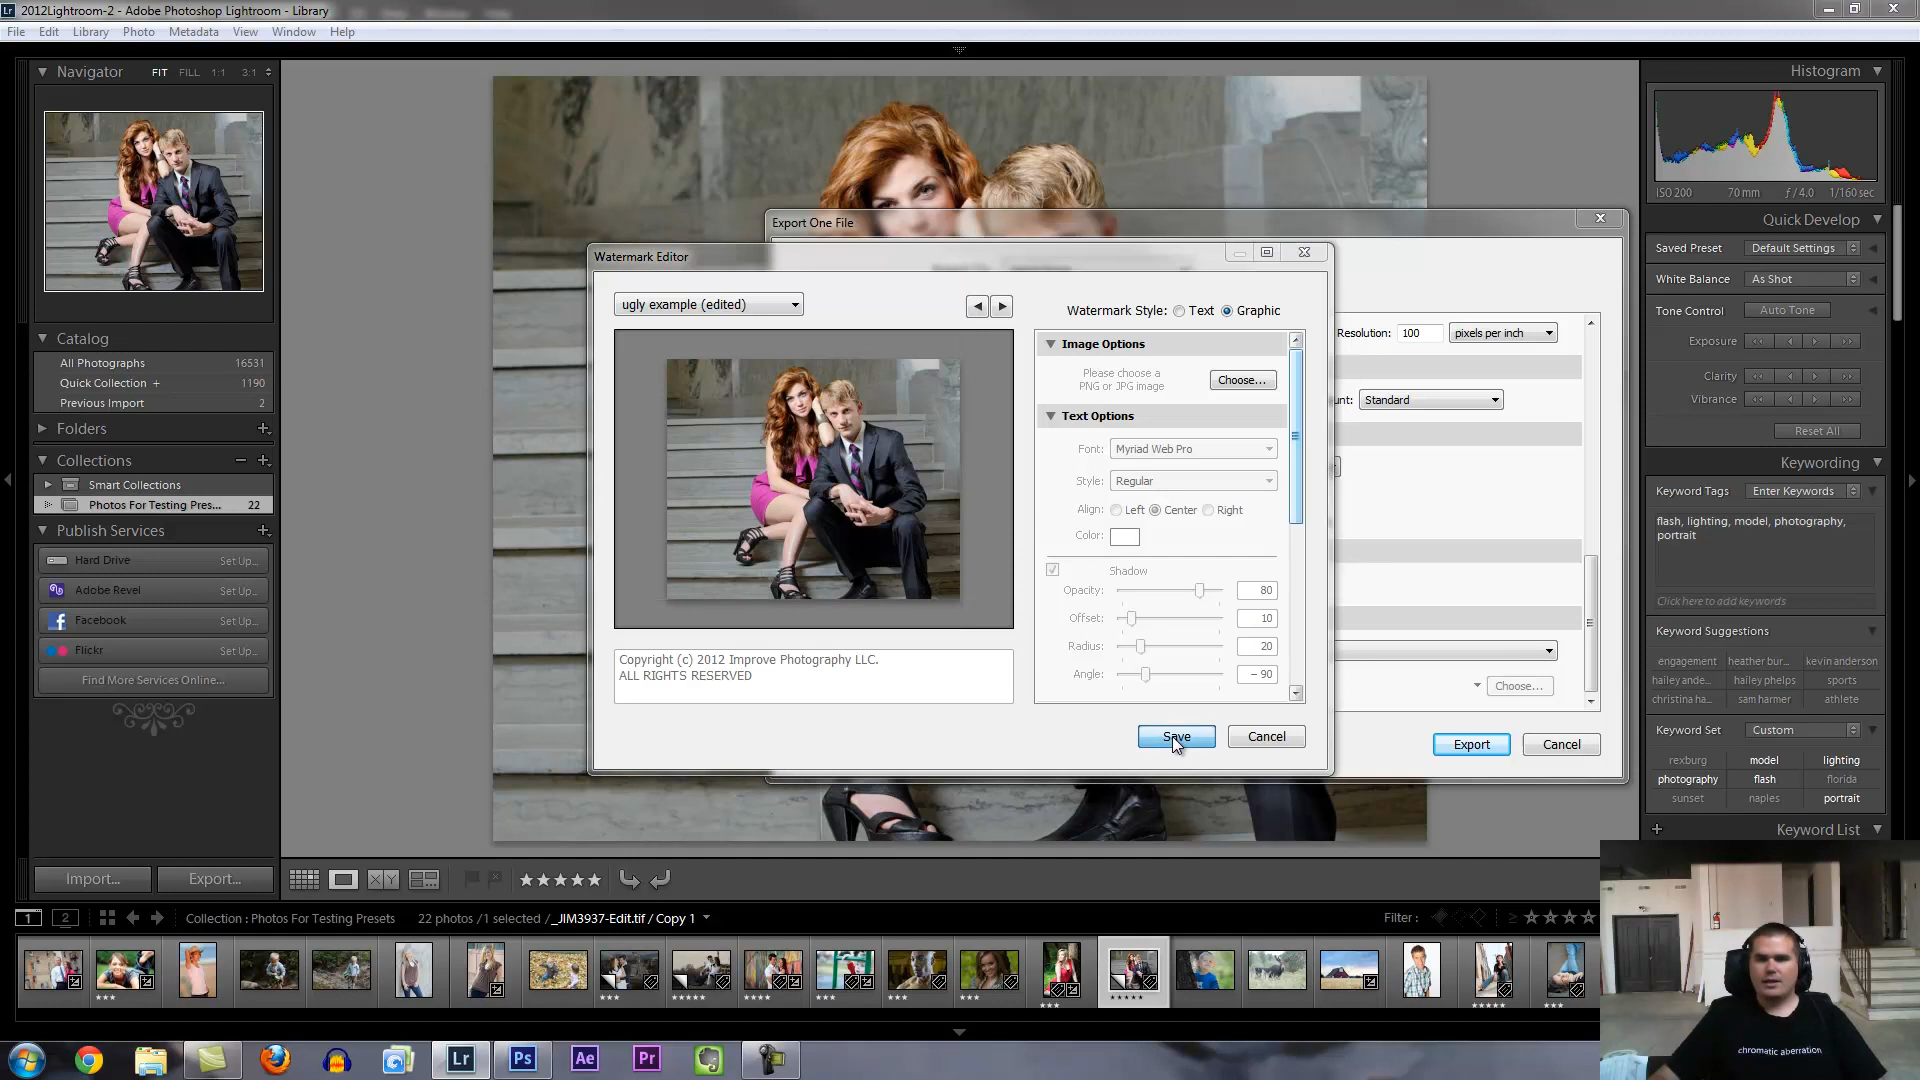 2012Lightroom-2 - Adobe Photoshop Lightroom - Library
File Edit Library Photo Metadata View Window Help
Navigator FIT FILL 1:1 3:1
Catalog
All Photographs 16531
Quick Collection + 1190
Previous Import 2
Folders
Collections
Smart Collections
Photos For Testing Pres... 22
Publish Services
Hard Drive Set Up...
Adobe Revel Set Up...
Facebook Set Up...
Flickr Set Up...
Find More Services Online...
Import... Export...
Export One File
Resolution: 100 pixels per inch
Standard
Choose...
Export Cancel
Watermark Editor
ugly example (edited)
Watermark Style: Text Graphic
Image Options
Please choose a
PNG or JPG image
Choose...
Text Options
Font: Myriad Web Pro
Style: Regular
Align: Left Center Right
Color:
Shadow
Opacity: 80
Offset: 10
Radius: 20
Angle: - 90
Copyright (c) 2012 Improve Photography LLC.
ALL RIGHTS RESERVED
Save Cancel
Histogram
ISO 200 70 mm ƒ / 4.0 1/160 sec
Quick Develop
Saved Preset Default Settings
White Balance As Shot
Tone Control Auto Tone
Exposure
Clarity
Vibrance
Reset All
Keywording
Keyword Tags Enter Keywords
flash, lighting, model, photography,
portrait
Click here to add keywords
Keyword Suggestions
engagement heather bur... kevin anderson
hailey ande... hailey phelps sports
christina ha... sam harmer athlete
Keyword Set Custom
rexburg model lighting
photography flash florida
sunset naples portrait
Keyword List
XY
1 2 Collection : Photos For Testing Presets 22 photos /1 selected /_JIM3937-Edit.tif / Copy 1 Filter :
Lr Ps Ae Pr
chromatic aberration